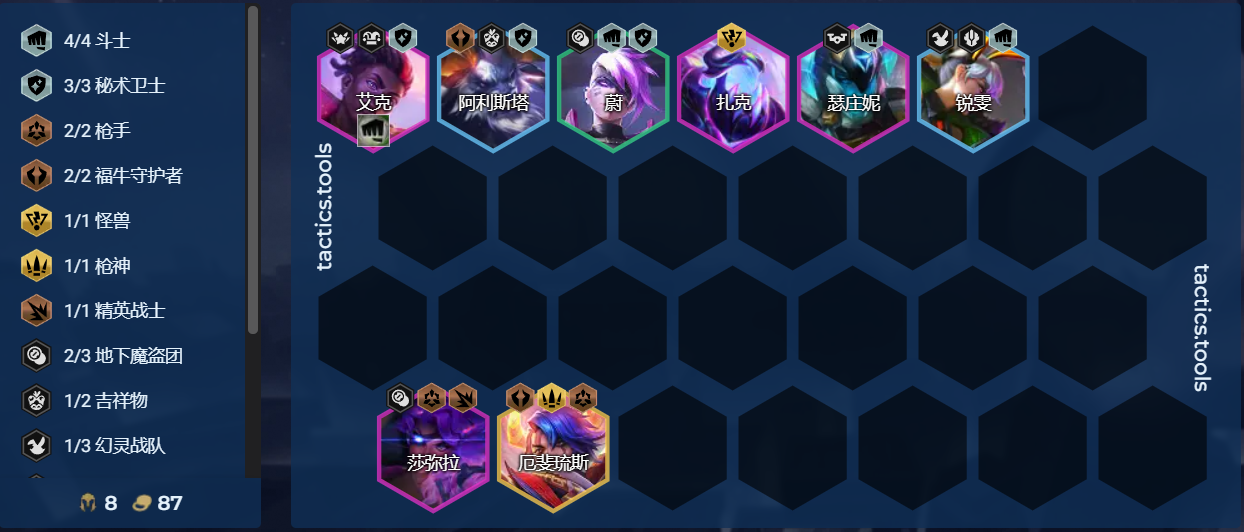 4/4 斗士
3/3 秘术卫士
2/2 枪手
2/2 福牛守护者
1/1 怪兽
1/1 枪神
1/1 精英战士
2/3 地下魔盗团
1/2 吉祥物
1/3 幻灵战队
8 87
艾克 阿利斯塔 蔚 扎克 瑟庄妮 锐雯
tactics.tools
tactics.tools
莎弥拉 厄斐琉斯